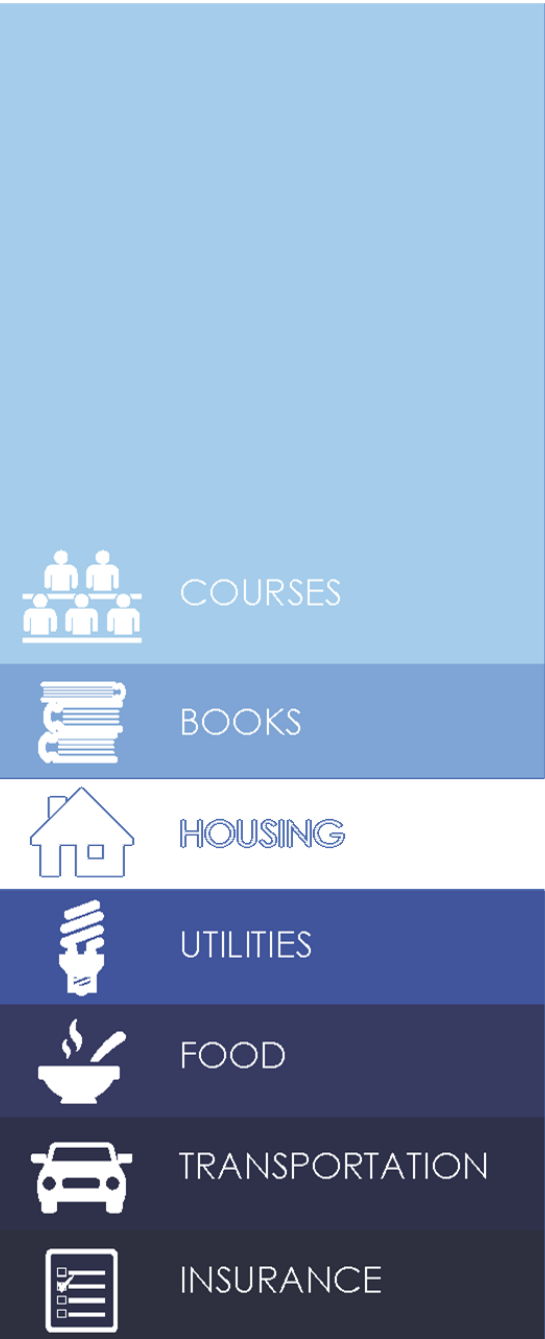 COURSES
BOOKS
HOUSING
UTILITIES
FOOD
TRANSPORTATION
INSURANCE